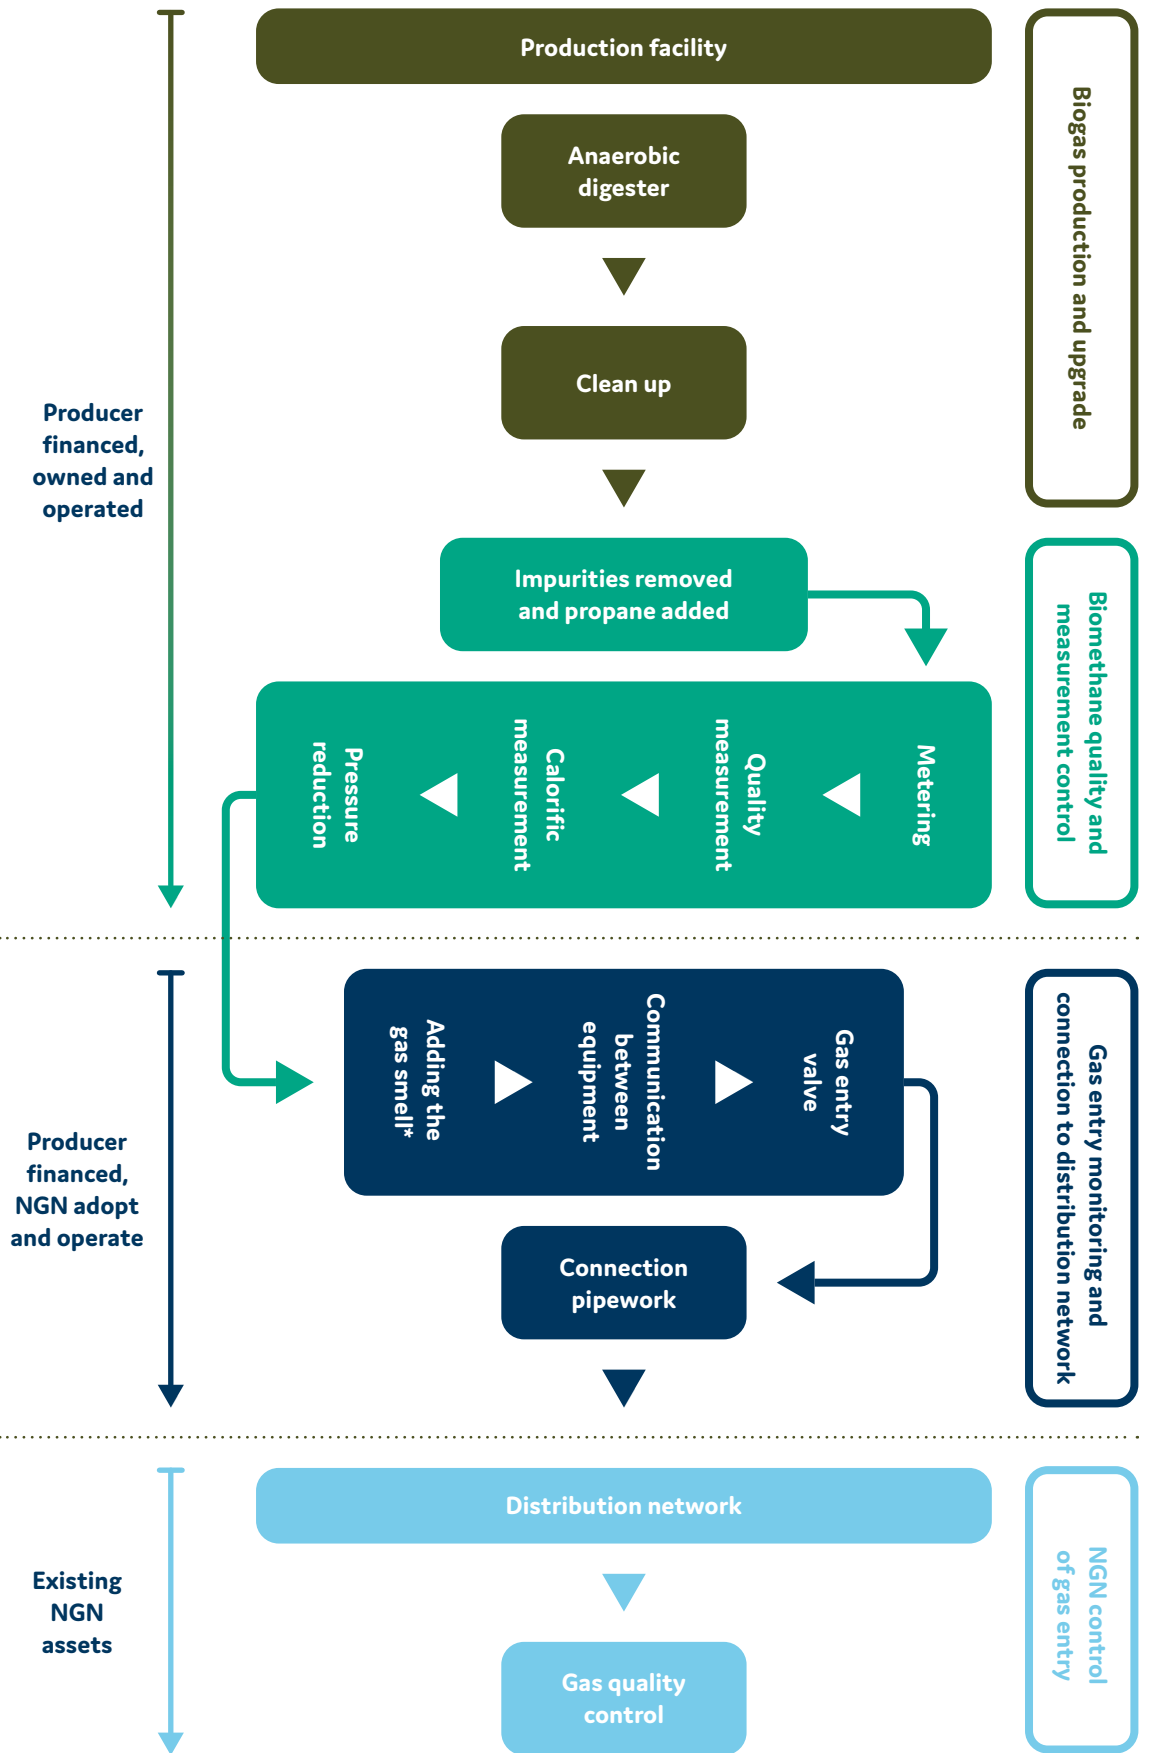 Production facility
Anaerobic
digester
Clean up
Biogas production and upgrade
Producer
financed,
owned and
operated
Impurities removed
and propane added
Metering
Quality
measurement
Calorific
measurement
Pressure
reduction
Biomethane quality and
measurement control
Adding the
gas smell*
Communication
between
equipment
Gas entry
valve
Connection
pipework
Gas entry monitoring and
connection to distribution network
Producer
financed,
NGN adopt
and operate
Distribution network
Gas quality
control
NGN control
of gas entry
Existing
NGN
assets